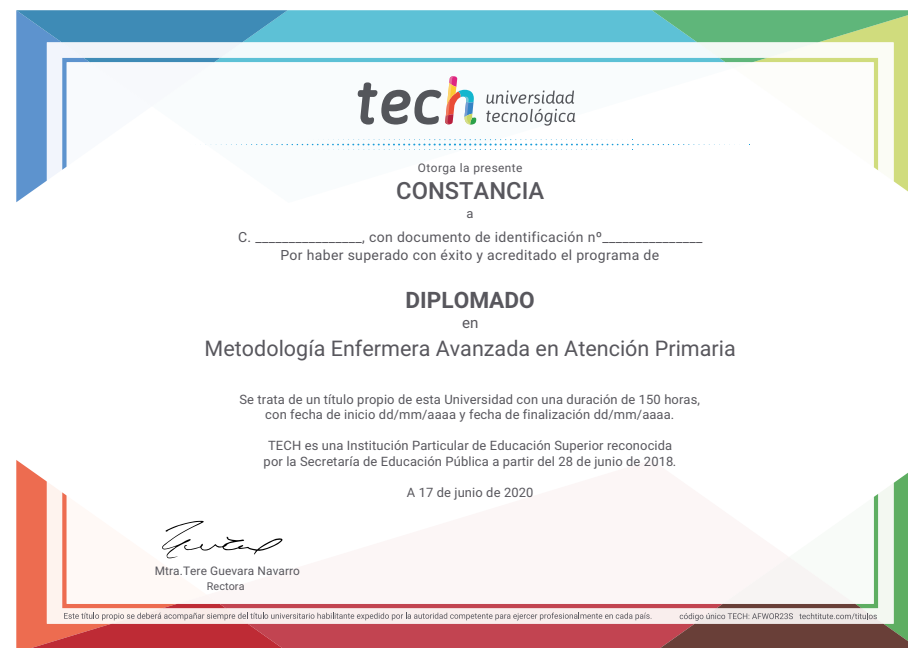 tech universidad
tecnológica
Otorga la presente
CONSTANCIA
a
C. ________________, con documento de identificación nº_______________
Por haber superado con éxito y acreditado el programa de
DIPLOMADO
en
Metodología Enfermera Avanzada en Atención Primaria
Se trata de un título propio de esta Universidad con una duración de 150 horas,
con fecha de inicio dd/mm/aaaa y fecha de finalización dd/mm/aaaa.
TECH es una Institución Particular de Educación Superior reconocida
por la Secretaría de Educación Pública a partir del 28 de junio de 2018.
A 17 de junio de 2020
Mtra.Tere Guevara Navarro
Rectora
Este título propio se deberá acompañar siempre del título universitario habilitante expedido por la autoridad competente para ejercer profesionalmente en cada país. código único TECH: AFWOR23S techtitute.com/titulos